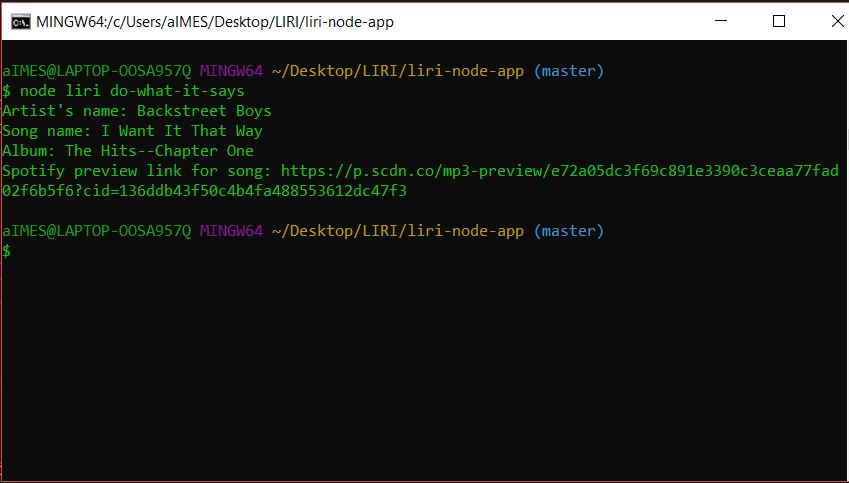 MINGW64:/c/Users/aIMES/Desktop/LIRI/liri-node-app
aIMES@LAPTOP-OOSA957Q MINGW64 ~/Desktop/LIRI/liri-node-app (master)
$ node liri do-what-it-says
Artist's name: Backstreet Boys
Song name: I Want It That Way
Album: The Hits--Chapter One
Spotify preview link for song: https://p.scdn.co/mp3-preview/e72a05dc3f69c891e3390c3ceaa77fad
02f6b5f6?cid=136ddb43f50c4b4fa488553612dc47f3
aIMES@LAPTOP-OOSA957Q MINGW64 ~/Desktop/LIRI/liri-node-app (master)
$